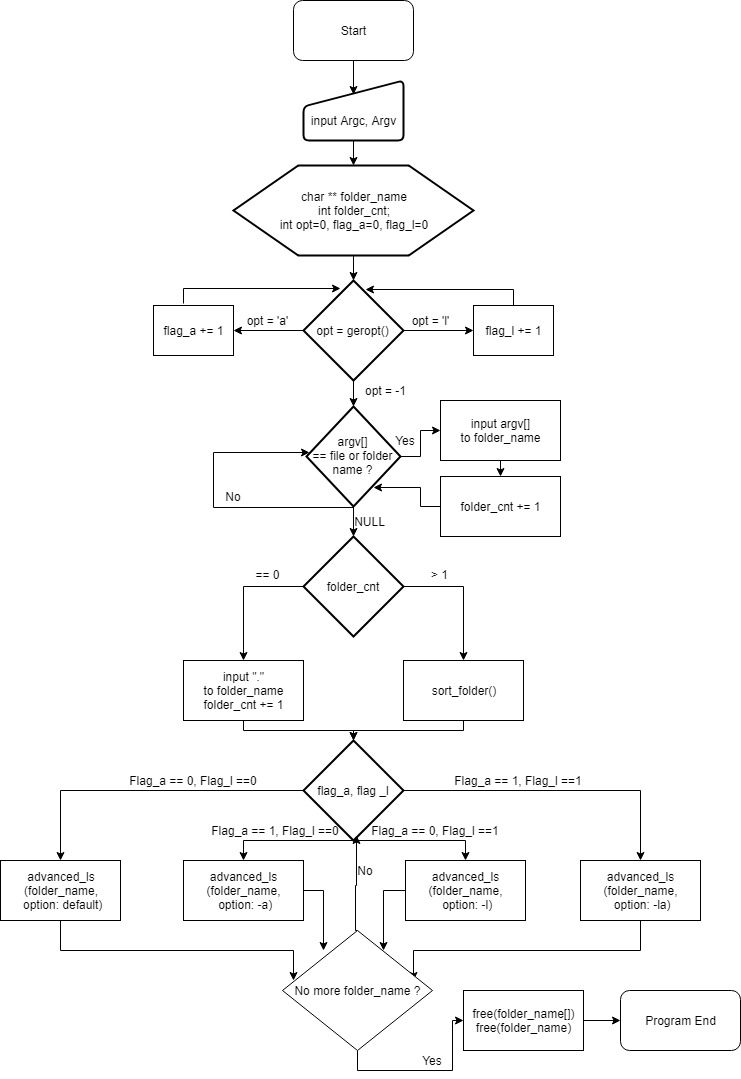 Start
input Argc, Argv
char ** folder_name
int folder_cnt;
int opt=0, flag_a=0, flag_l=0
flag_a += 1
opt = 'a'
opt = geropt()
opt = 'l'
flag_l += 1
opt = -1
argv[]
== file or folder
name ?
Yes
input argv[]
to folder_name
No
folder_cnt += 1
NULL
== 0
folder_cnt
> 1
input "."
to folder_name
folder_cnt += 1
sort_folder()
Flag_a == 0, Flag_l ==0
flag_a, flag _l
Flag_a == 1, Flag_l ==1
Flag_a == 1, Flag_l ==0
Flag_a == 0, Flag_l ==1
advanced_ls
(folder_name,
option: default)
advanced_ls
(folder_name,
option: -a)
No
advanced_ls
(folder_name,
option: -l)
advanced_ls
(folder_name,
option: -la)
No more folder_name ?
Yes
free(folder_name[])
free(folder_name)
Program End